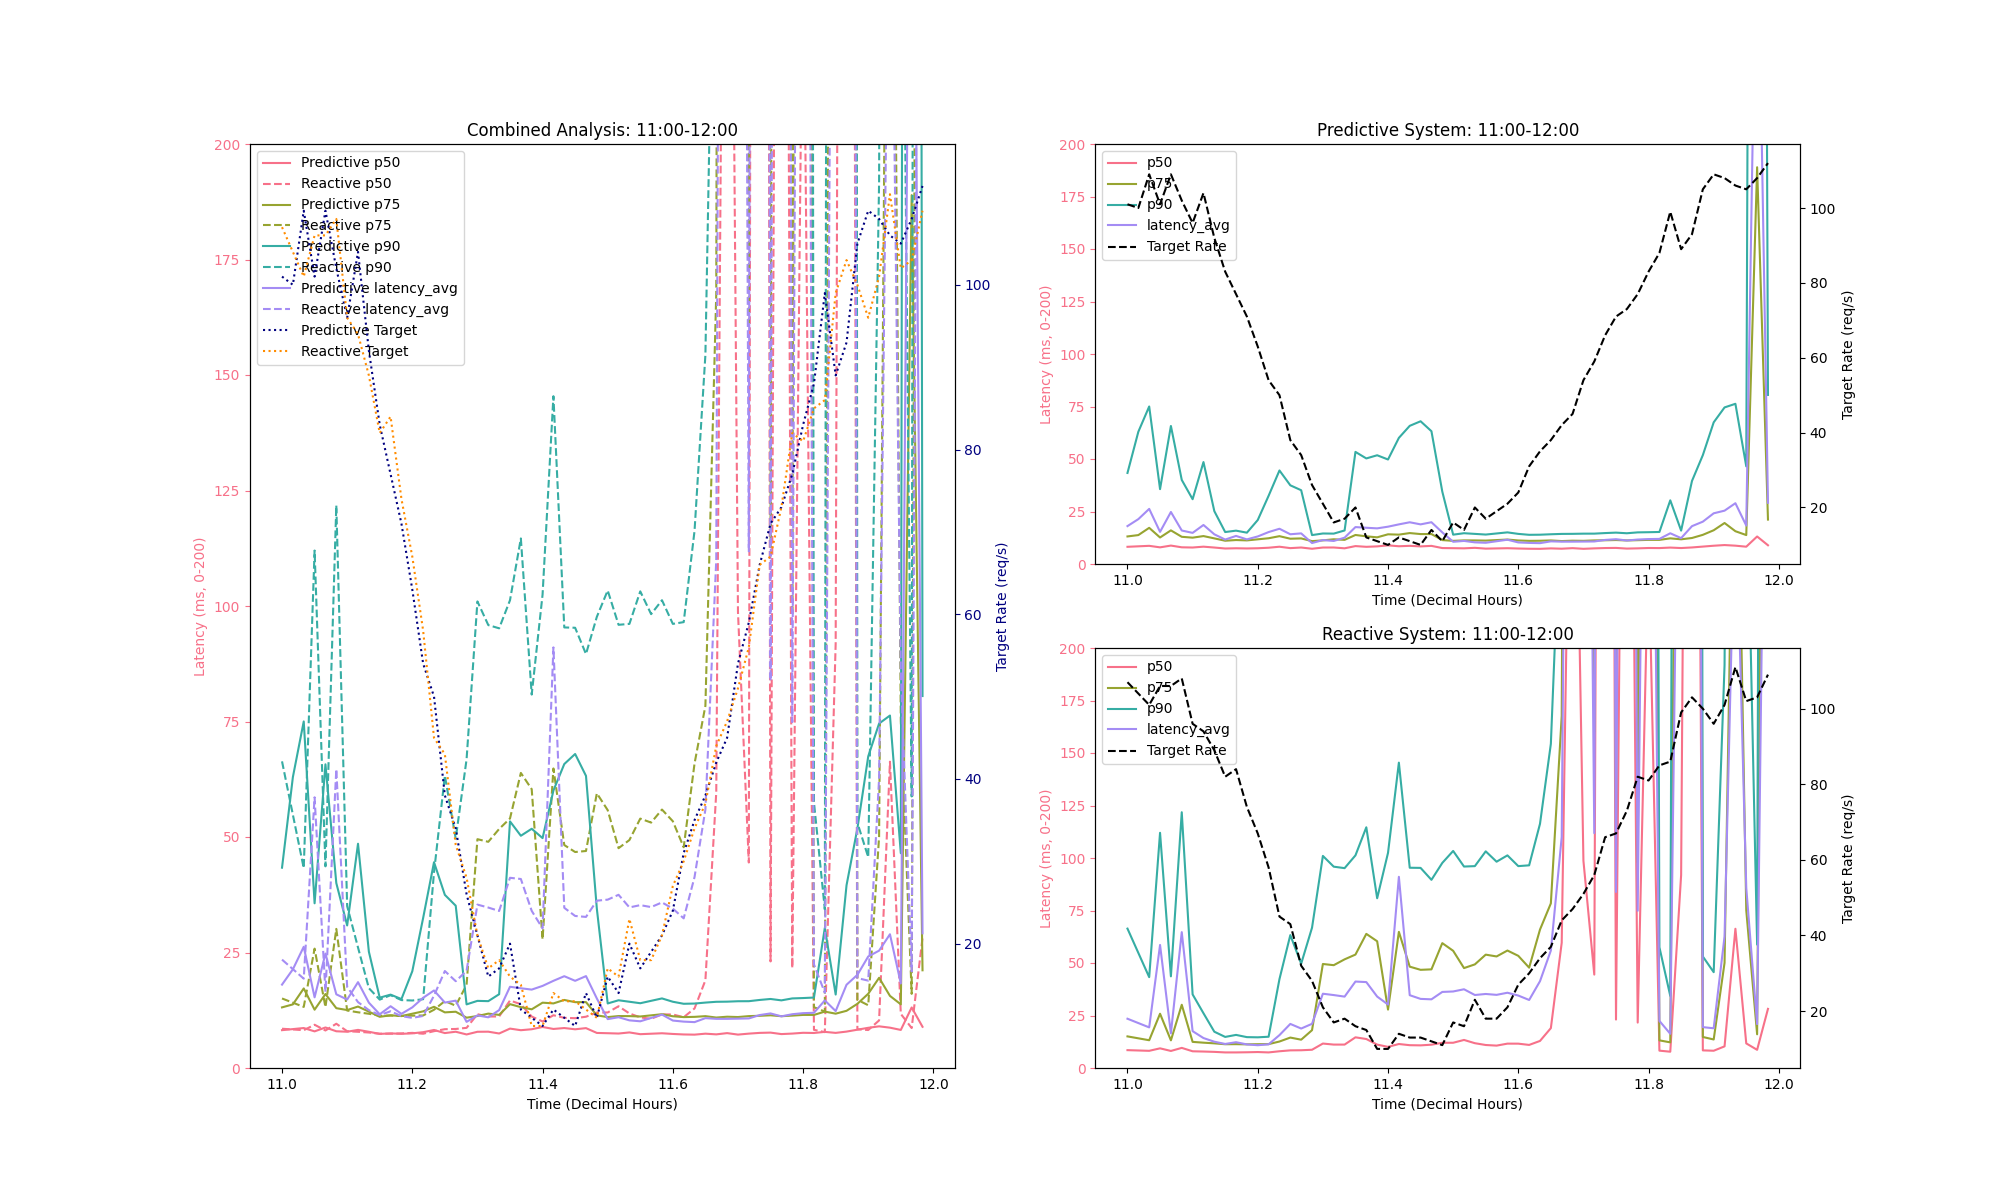 Combined Analysis: 11:00-12:00
Predictive p50
Reactive p50
Predictive p75
Reactive p75
Predictive p90
Reactive p90
Predictive latency_avg
Reactive latency_avg
Predictive Target
Reactive Target
200
175
150
125
100
75
50
25
0
Latency (ms, 0-200)
100
80
60
40
20
Target Rate (req/s)
11.0 11.2 11.4 11.6 11.8 12.0
Time (Decimal Hours)
Predictive System: 11:00-12:00
p50
p75
p90
latency_avg
Target Rate
200
175
150
125
100
75
50
25
0
Latency (ms, 0-200)
100
80
60
40
20
Target Rate (req/s)
11.0 11.2 11.4 11.6 11.8 12.0
Time (Decimal Hours)
Reactive System: 11:00-12:00
p50
p75
p90
latency_avg
Target Rate
200
175
150
125
100
75
50
25
0
Latency (ms, 0-200)
100
80
60
40
20
Target Rate (req/s)
11.0 11.2 11.4 11.6 11.8 12.0
Time (Decimal Hours)